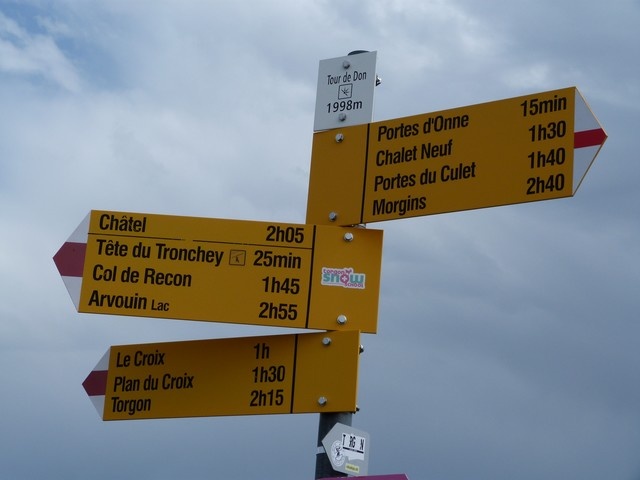 Tour de Don
1998m
Portes d'Onne 15min
Chalet Neuf 1h30
Portes du Culet 1h40
Morgins 2h40
Châtel 2h05
Tête du Tronchey 25min
Col de Recon 1h45
Arvouin Lac 2h55
snow
Le Croix 1h
Plan du Croix 1h30
Torgon 2h15
T RG N